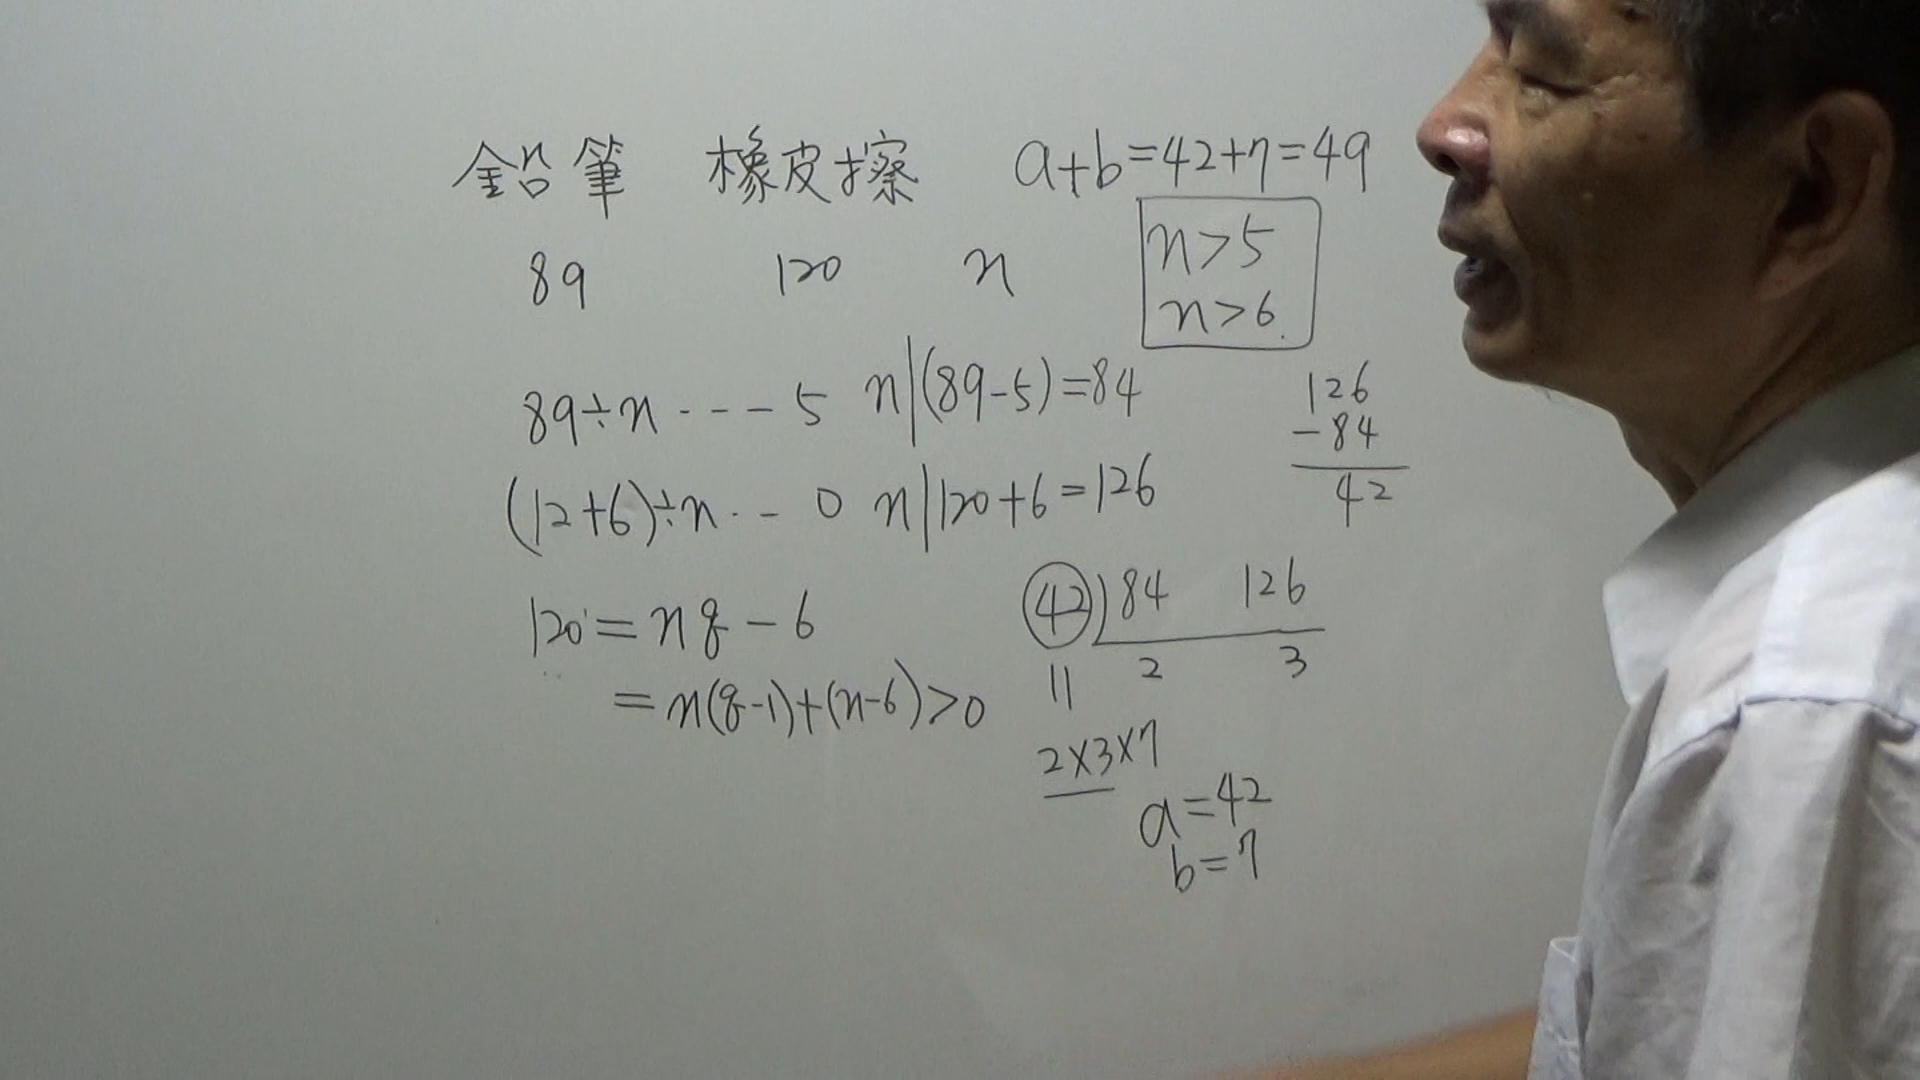 鉛筆 橡皮擦 a+b=42+7=49
89 120 n
n>5
n>6
89÷n---5 n|(89-5)=84
(12+6)÷n..- 0 n|120+6=126
120=nq-6
=n(q-1)+(n-6)>0
126
-84
42
42)84 126
2 3
||
2×3×7
a=42
b=7